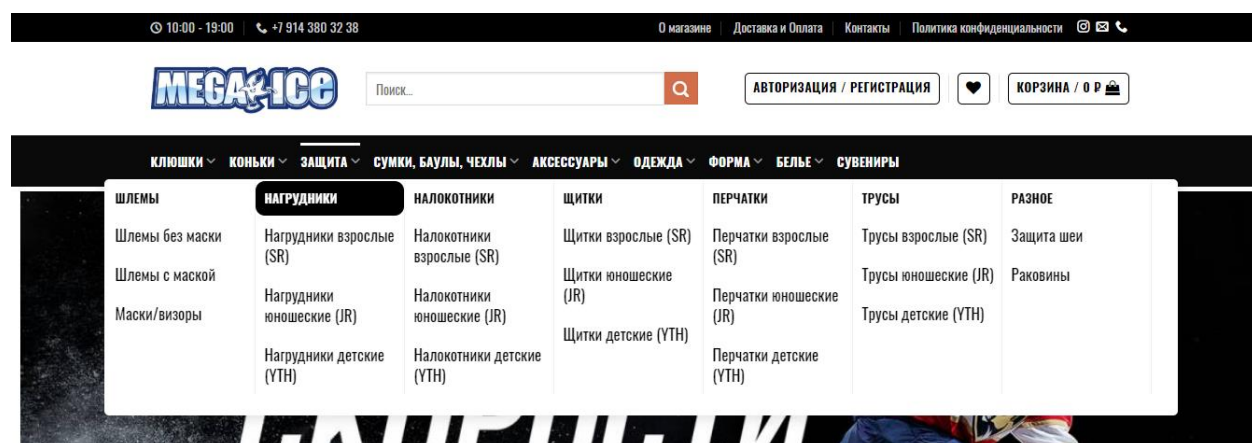 10:00 - 19:00 +7 914 380 32 38 О магазине Доставка и Оплата Контакты Политика конфиденциальности
MEGA ICE Поиск... АВТОРИЗАЦИЯ / РЕГИСТРАЦИЯ КОРЗИНА / 0 ₽
КЛЮШКИ КОНЬКИ ЗАЩИТА СУМКИ, БАУЛЫ, ЧЕХЛЫ АКСЕССУАРЫ ОДЕЖДА ФОРМА БЕЛЬЕ СУВЕНИРЫ
ШЛЕМЫ
Шлемы без маски
Шлемы с маской
Маски/визоры
НАГРУДНИКИ
Нагрудники взрослые
(SR)
Нагрудники
юношеские (JR)
Нагрудники детские
(YTH)
НАЛОКОТНИКИ
Налокотники
взрослые (SR)
Налокотники
юношеские (JR)
Налокотники детские
(YTH)
ЩИТКИ
Щитки взрослые (SR)
Щитки юношеские
(JR)
Щитки детские (YTH)
ПЕРЧАТКИ
Перчатки взрослые
(SR)
Перчатки юношеские
(JR)
Перчатки детские
(YTH)
ТРУСЫ
Трусы взрослые (SR)
Трусы юношеские (JR)
Трусы детские (YTH)
РАЗНОЕ
Защита шеи
Раковины
СКОРОСТИ